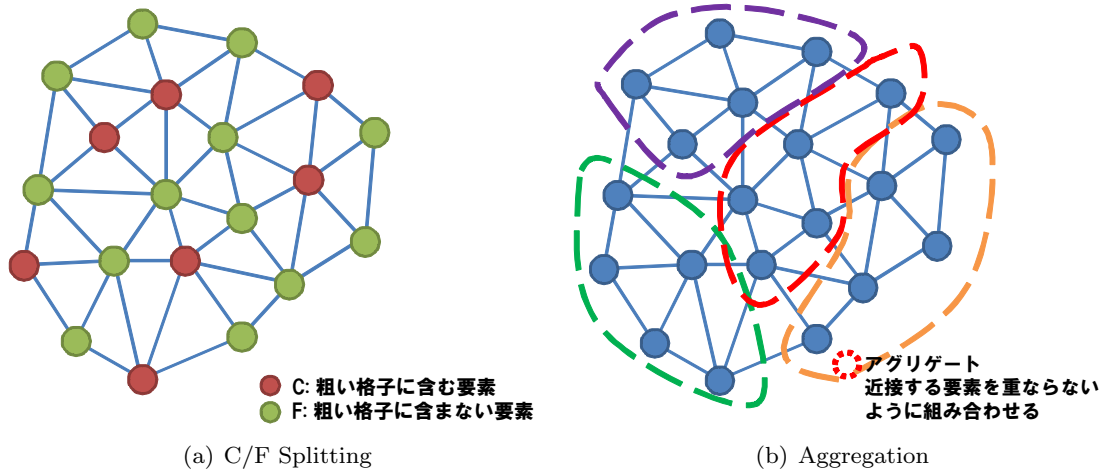 C: 粗い格子に含む要素
F: 粗い格子に含まない要素
(a) C/F Splitting
アグリゲート
近接する要素を重ならない
ように組み合わせる
(b) Aggregation